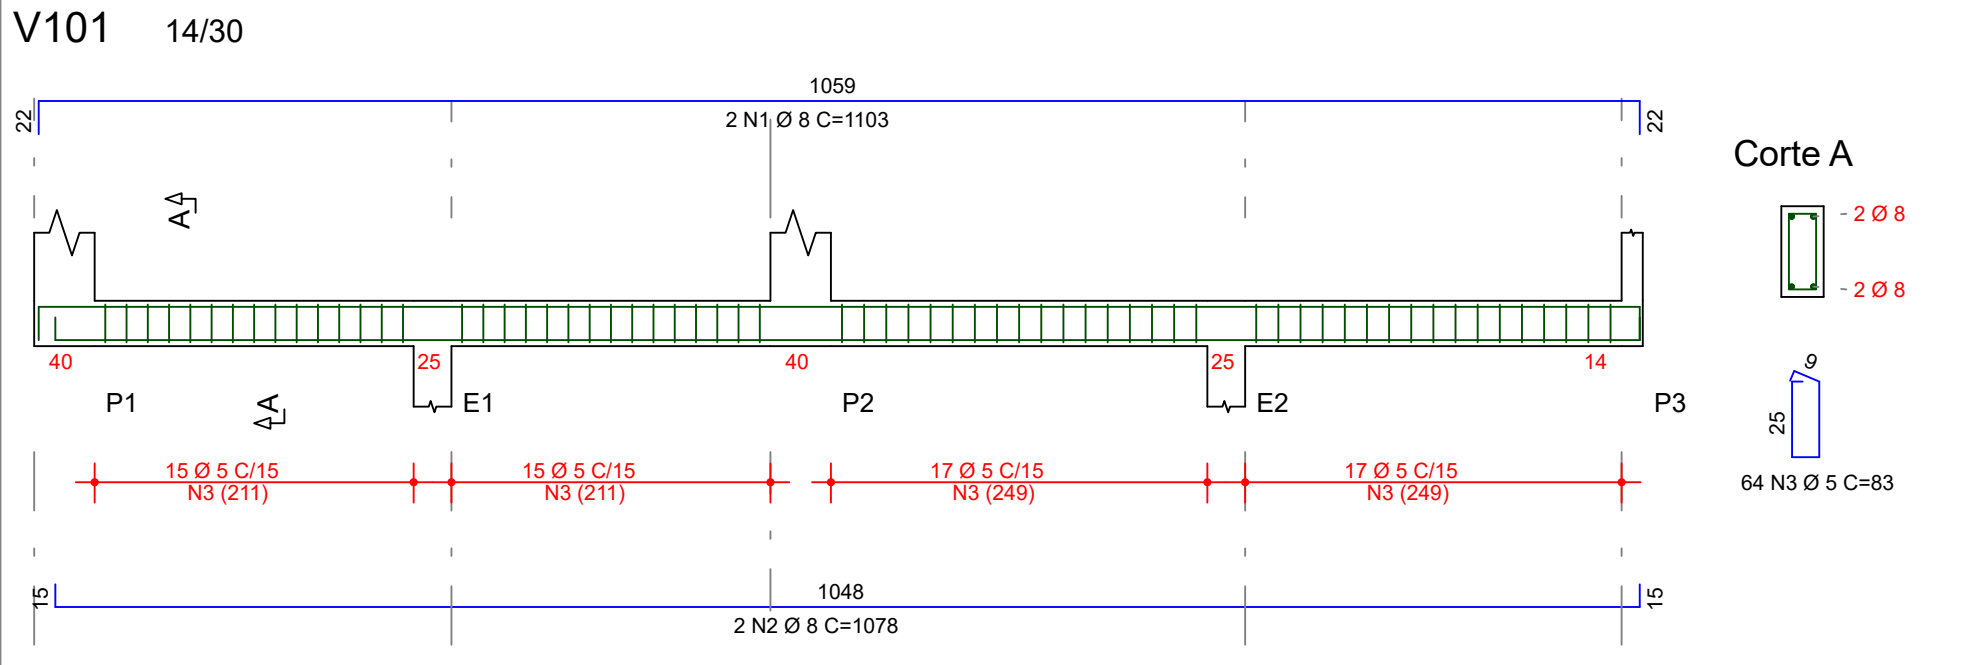 V101 14/30
1059
22
2 N1 Ø 8 C=1103
22
Corte A
A
2 Ø 8
2 Ø 8
40
25
40
25
14
P1
A
E1
P2
E2
P3
9
25
15 Ø 5 C/15
N3 (211)
15 Ø 5 C/15
N3 (211)
17 Ø 5 C/15
N3 (249)
17 Ø 5 C/15
N3 (249)
64 N3 Ø 5 C=83
15
1048
15
2 N2 Ø 8 C=1078